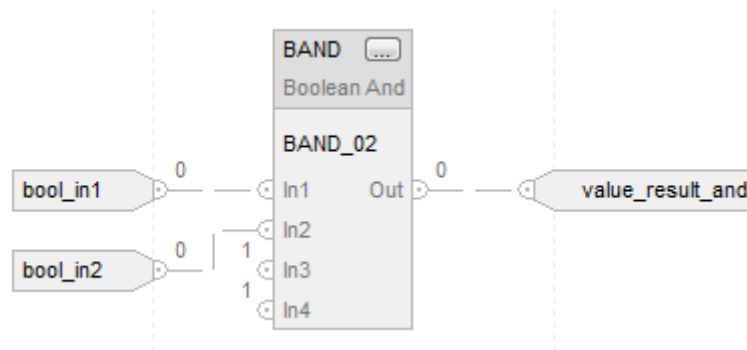 BAND ...
Boolean And
BAND_02
0 0
bool_in1 In1 Out value_result_and
In2
0 1
bool_in2 In3
1
In4